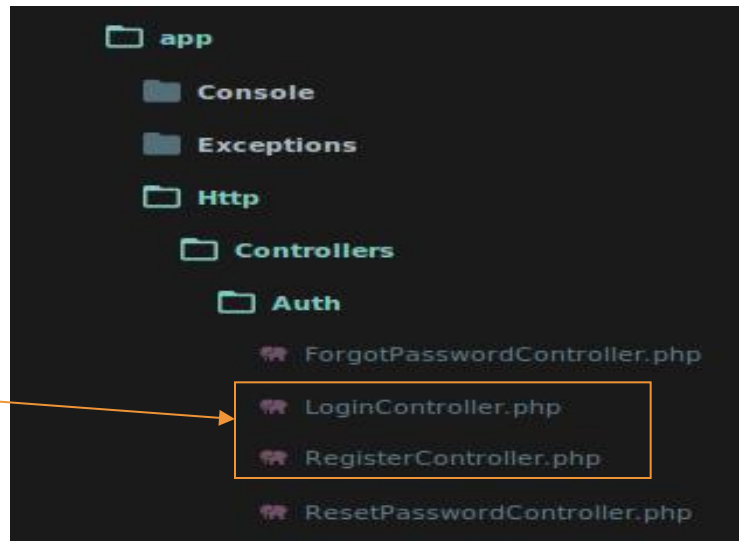 app
Console
Exceptions
Http
Controllers
Auth
ForgotPasswordController.php
LoginController.php
RegisterController.php
ResetPasswordController.php